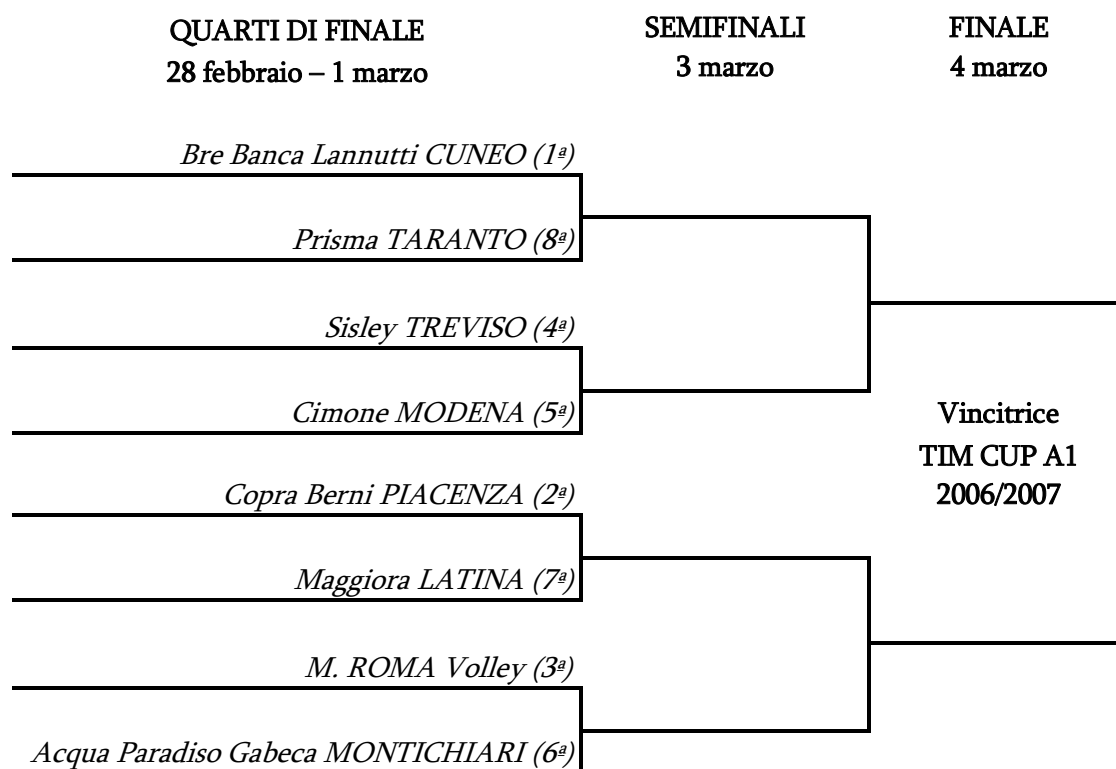 QUARTI DI FINALE
28 febbraio – 1 marzo
SEMIFINALI
3 marzo
FINALE
4 marzo
Bre Banca Lannutti CUNEO (1ª)
Prisma TARANTO (8ª)
Sisley TREVISO (4ª)
Cimone MODENA (5ª)
Copra Berni PIACENZA (2ª)
Maggiora LATINA (7ª)
M. ROMA Volley (3ª)
Acqua Paradiso Gabeca MONTICHIARI (6ª)
Vincitrice
TIM CUP A1
2006/2007